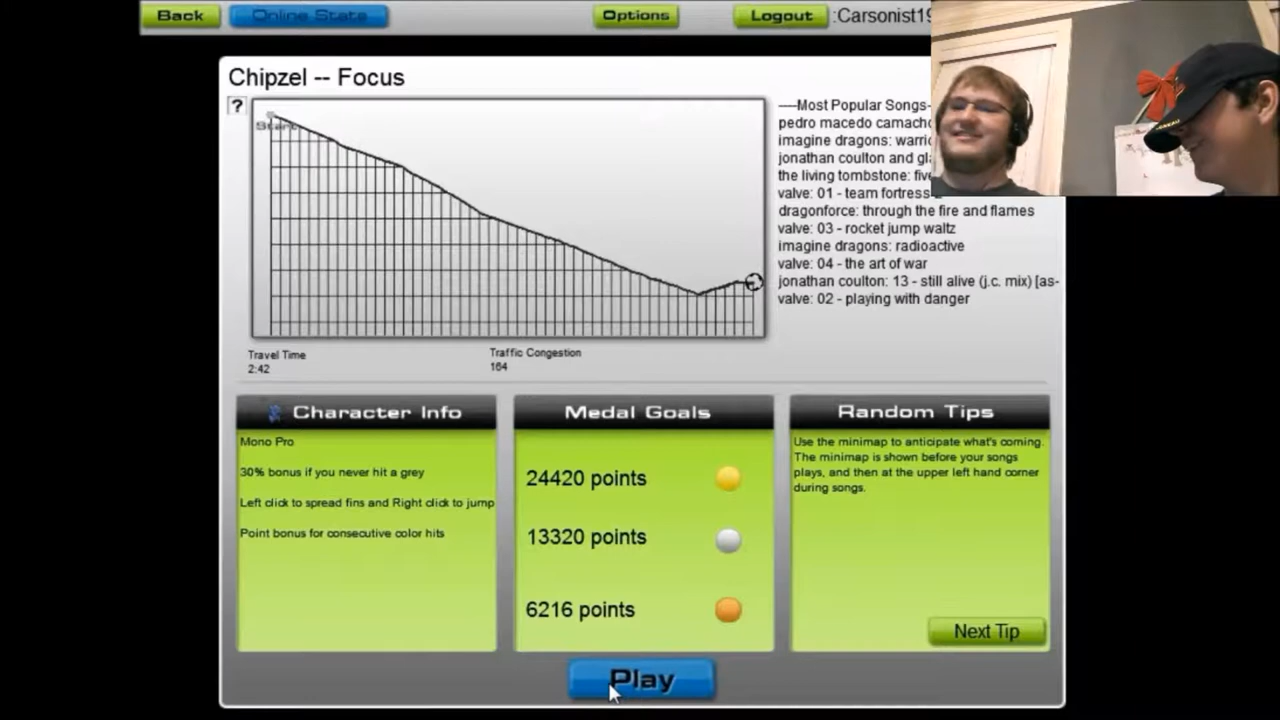 Back
Online Stats
Options
Logout
:Carsonist19
Chipzel -- Focus
?
Start
----Most Popular Songs-
pedro macedo camacho
imagine dragons: warrio
jonathan coulton and gla
the living tombstone: five
valve: 01 - team fortress 2
dragonforce: through the fire and flames
valve: 03 - rocket jump waltz
imagine dragons: radioactive
valve: 04 - the art of war
jonathan coulton: 13 - still alive (j.c. mix) [as-
valve: 02 - playing with danger
Travel Time
2:42
Traffic Congestion
164
Character Info
Mono Pro
30% bonus if you never hit a grey
Left click to spread fins and Right click to jump
Point bonus for consecutive color hits
Medal Goals
24420 points
13320 points
6216 points
Random Tips
Use the minimap to anticipate what's coming.
The minimap is shown before your songs
plays, and then at the upper left hand corner
during songs.
Next Tip
Play